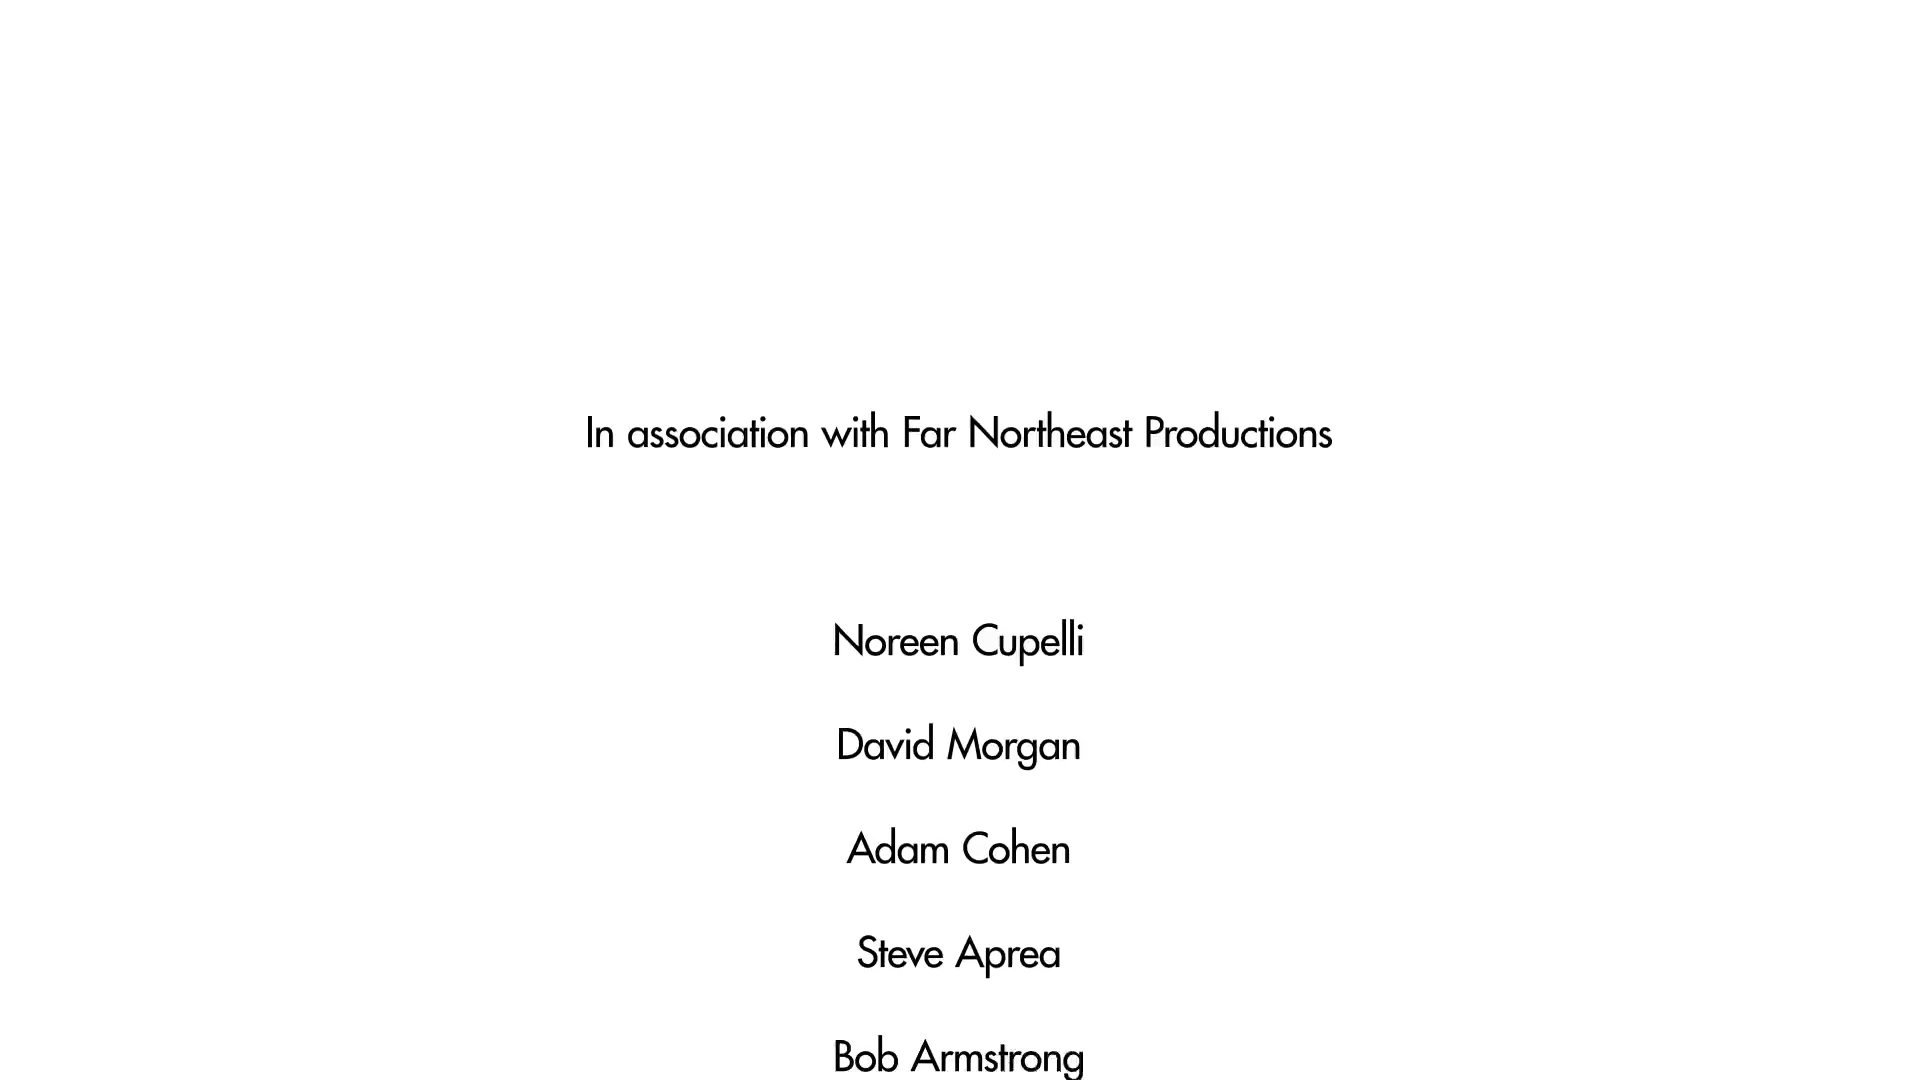 In association with Far Northeast Productions
Noreen Cupelli
David Morgan
Adam Cohen
Steve Aprea
Bob Armstrong